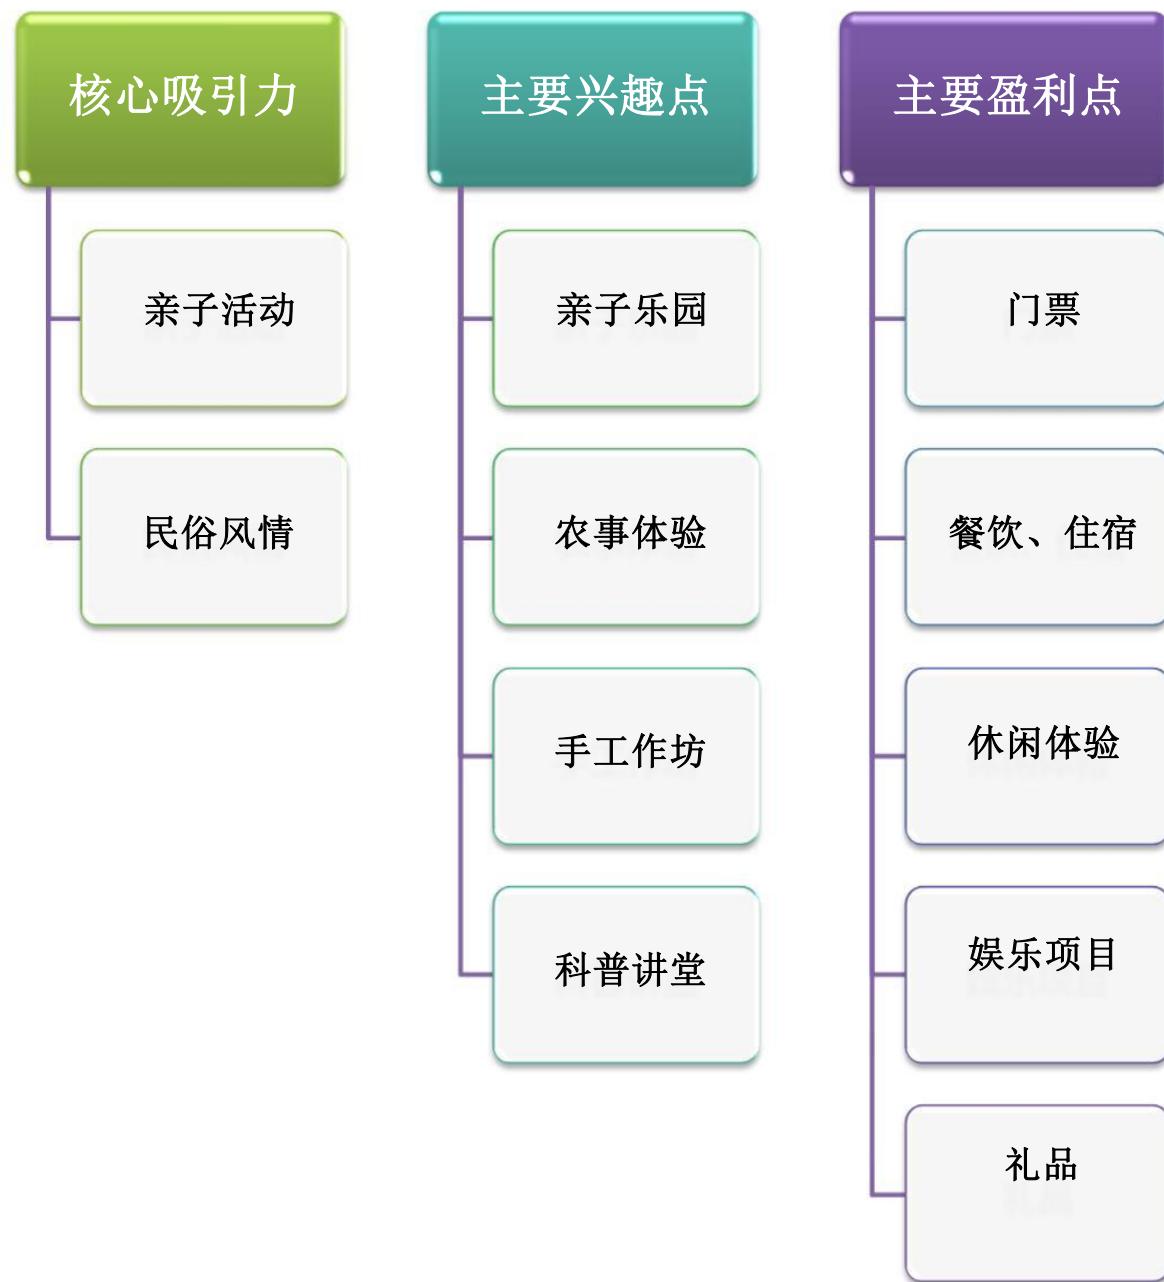 核心吸引力
亲子活动
民俗风情
主要兴趣点
亲子乐园
农事体验
手工作坊
科普讲堂
主要盈利点
门票
餐饮、住宿
休闲体验
娱乐项目
礼品